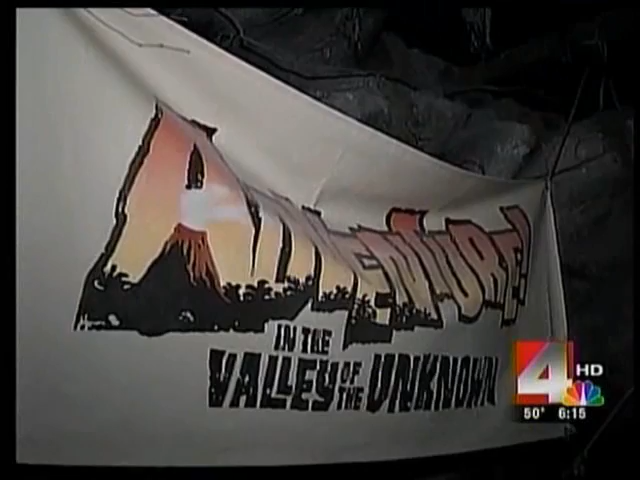 ADVENTURE!
IN THE
VALLEY OF THE UNKNOWN
4 HD
50° 6:15